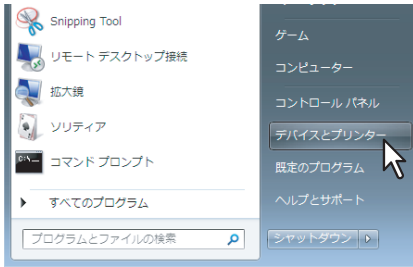 Snipping Tool
リモート デスクトップ接続
拡大鏡
ソリティア
コマンド プロンプト
すべてのプログラム
プログラムとファイルの検索
ゲーム
コンピューター
コントロール パネル
デバイスとプリンター
既定のプログラム
ヘルプとサポート
シャットダウン